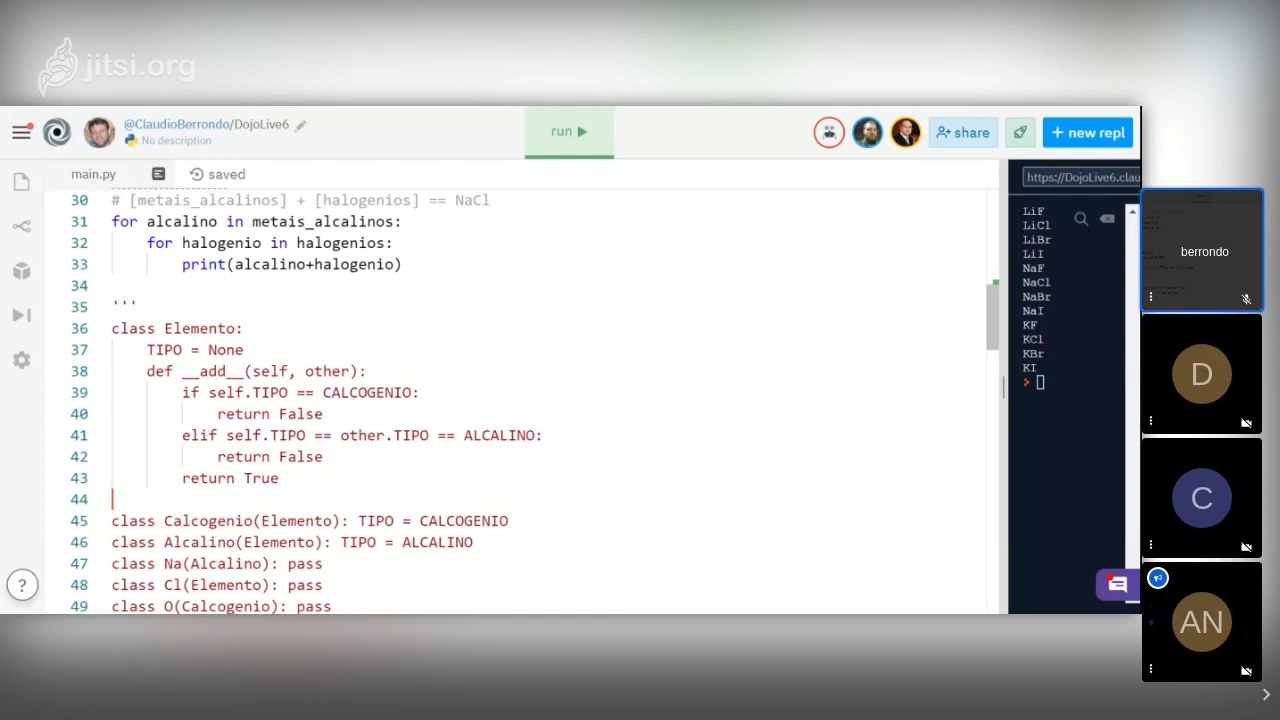 jitsi.org
@ClaudioBerrondo/DojoLive6
No description
run
share
+ new repl
main.py
saved
https://DojoLive6.clau
30 # [metais_alcalinos] + [halogenios] == NaCl
31 for alcalino in metais_alcalinos:
32 for halogenio in halogenios:
33 print(alcalino+halogenio)
34
35 '''
36 class Elemento:
37 TIPO = None
38 def __add__(self, other):
39 if self.TIPO == CALCOGENIO:
40 return False
41 elif self.TIPO == other.TIPO == ALCALINO:
42 return False
43 return True
44
45 class Calcogenio(Elemento): TIPO = CALCOGENIO
46 class Alcalino(Elemento): TIPO = ALCALINO
47 class Na(Alcalino): pass
48 class Cl(Elemento): pass
49 class O(Calcogenio): pass
?
LiF
LiCl
LiBr
LiI
NaF
NaCl
NaBr
NaI
KF
KCl
KBr
KI
berrondo
D
C
AN